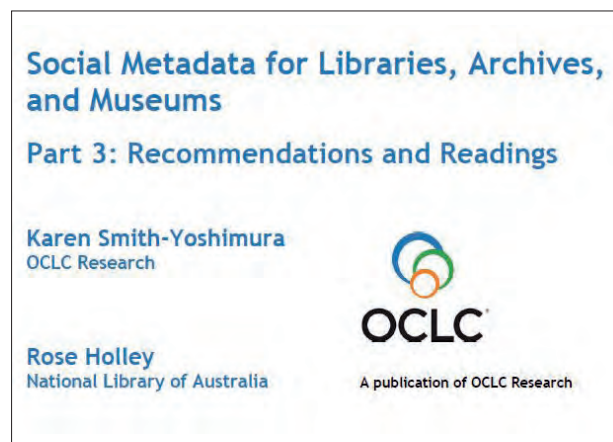 Social Metadata for Libraries, Archives,
and Museums
Part 3: Recommendations and Readings
Karen Smith-Yoshimura
OCLC Research
OCLC
Rose Holley
National Library of Australia
A publication of OCLC Research